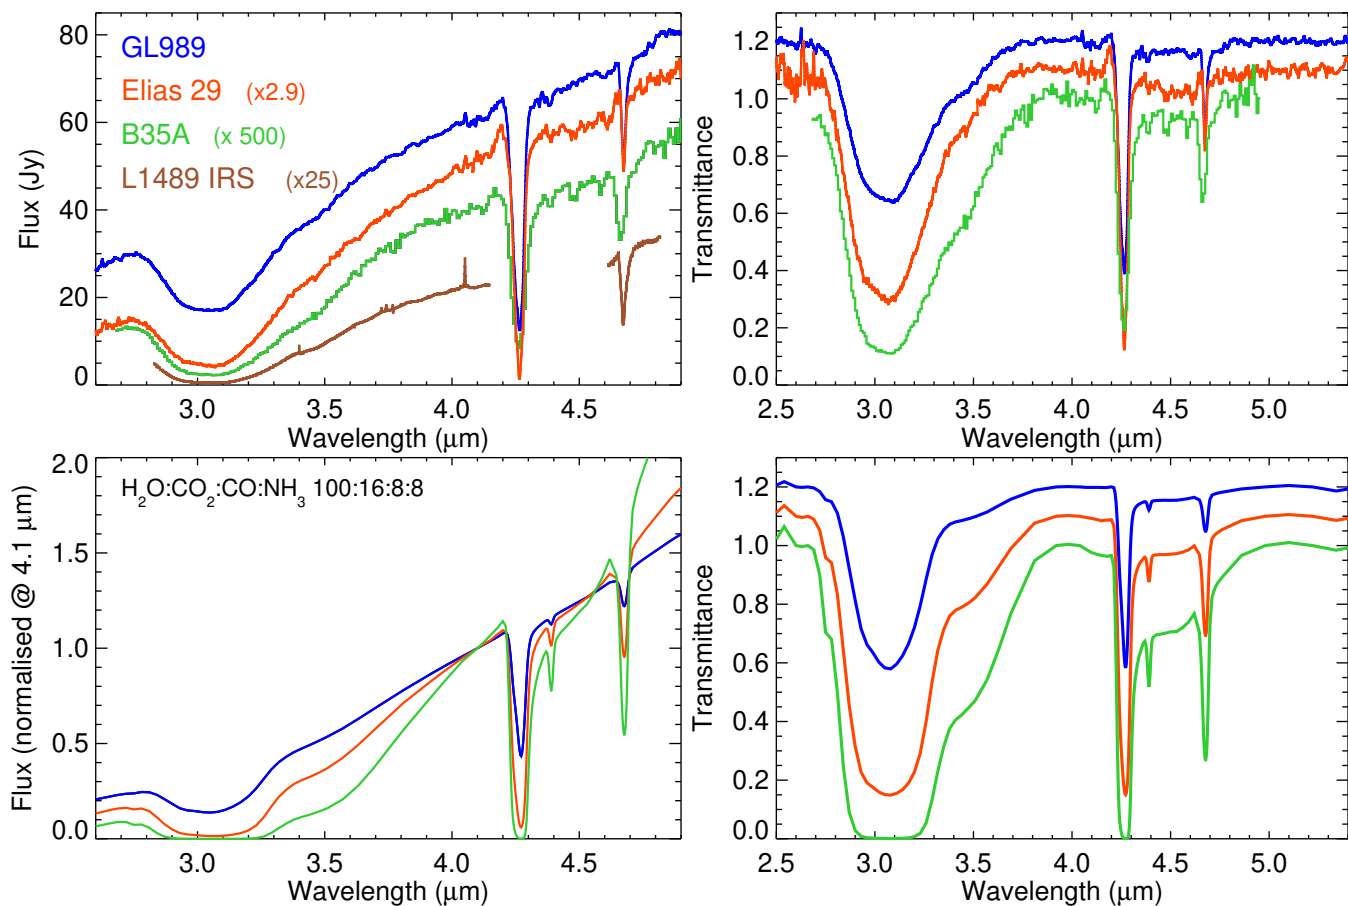 80
60
40
20
0
Flux (Jy)
GL989
Elias 29 (x2.9)
B35A (x 500)
L1489 IRS (x25)
3.0 3.5 4.0 4.5
Wavelength (μm)
1.2
1.0
0.8
0.6
0.4
0.2
0.0
Transmittance
2.5 3.0 3.5 4.0 4.5 5.0
Wavelength (μm)
2.0
1.5
1.0
0.5
0.0
Flux (normalised @ 4.1 μm)
H₂O:CO₂:CO:NH₃ 100:16:8:8
3.0 3.5 4.0 4.5
Wavelength (μm)
1.2
1.0
0.8
0.6
0.4
0.2
0.0
Transmittance
2.5 3.0 3.5 4.0 4.5 5.0
Wavelength (μm)